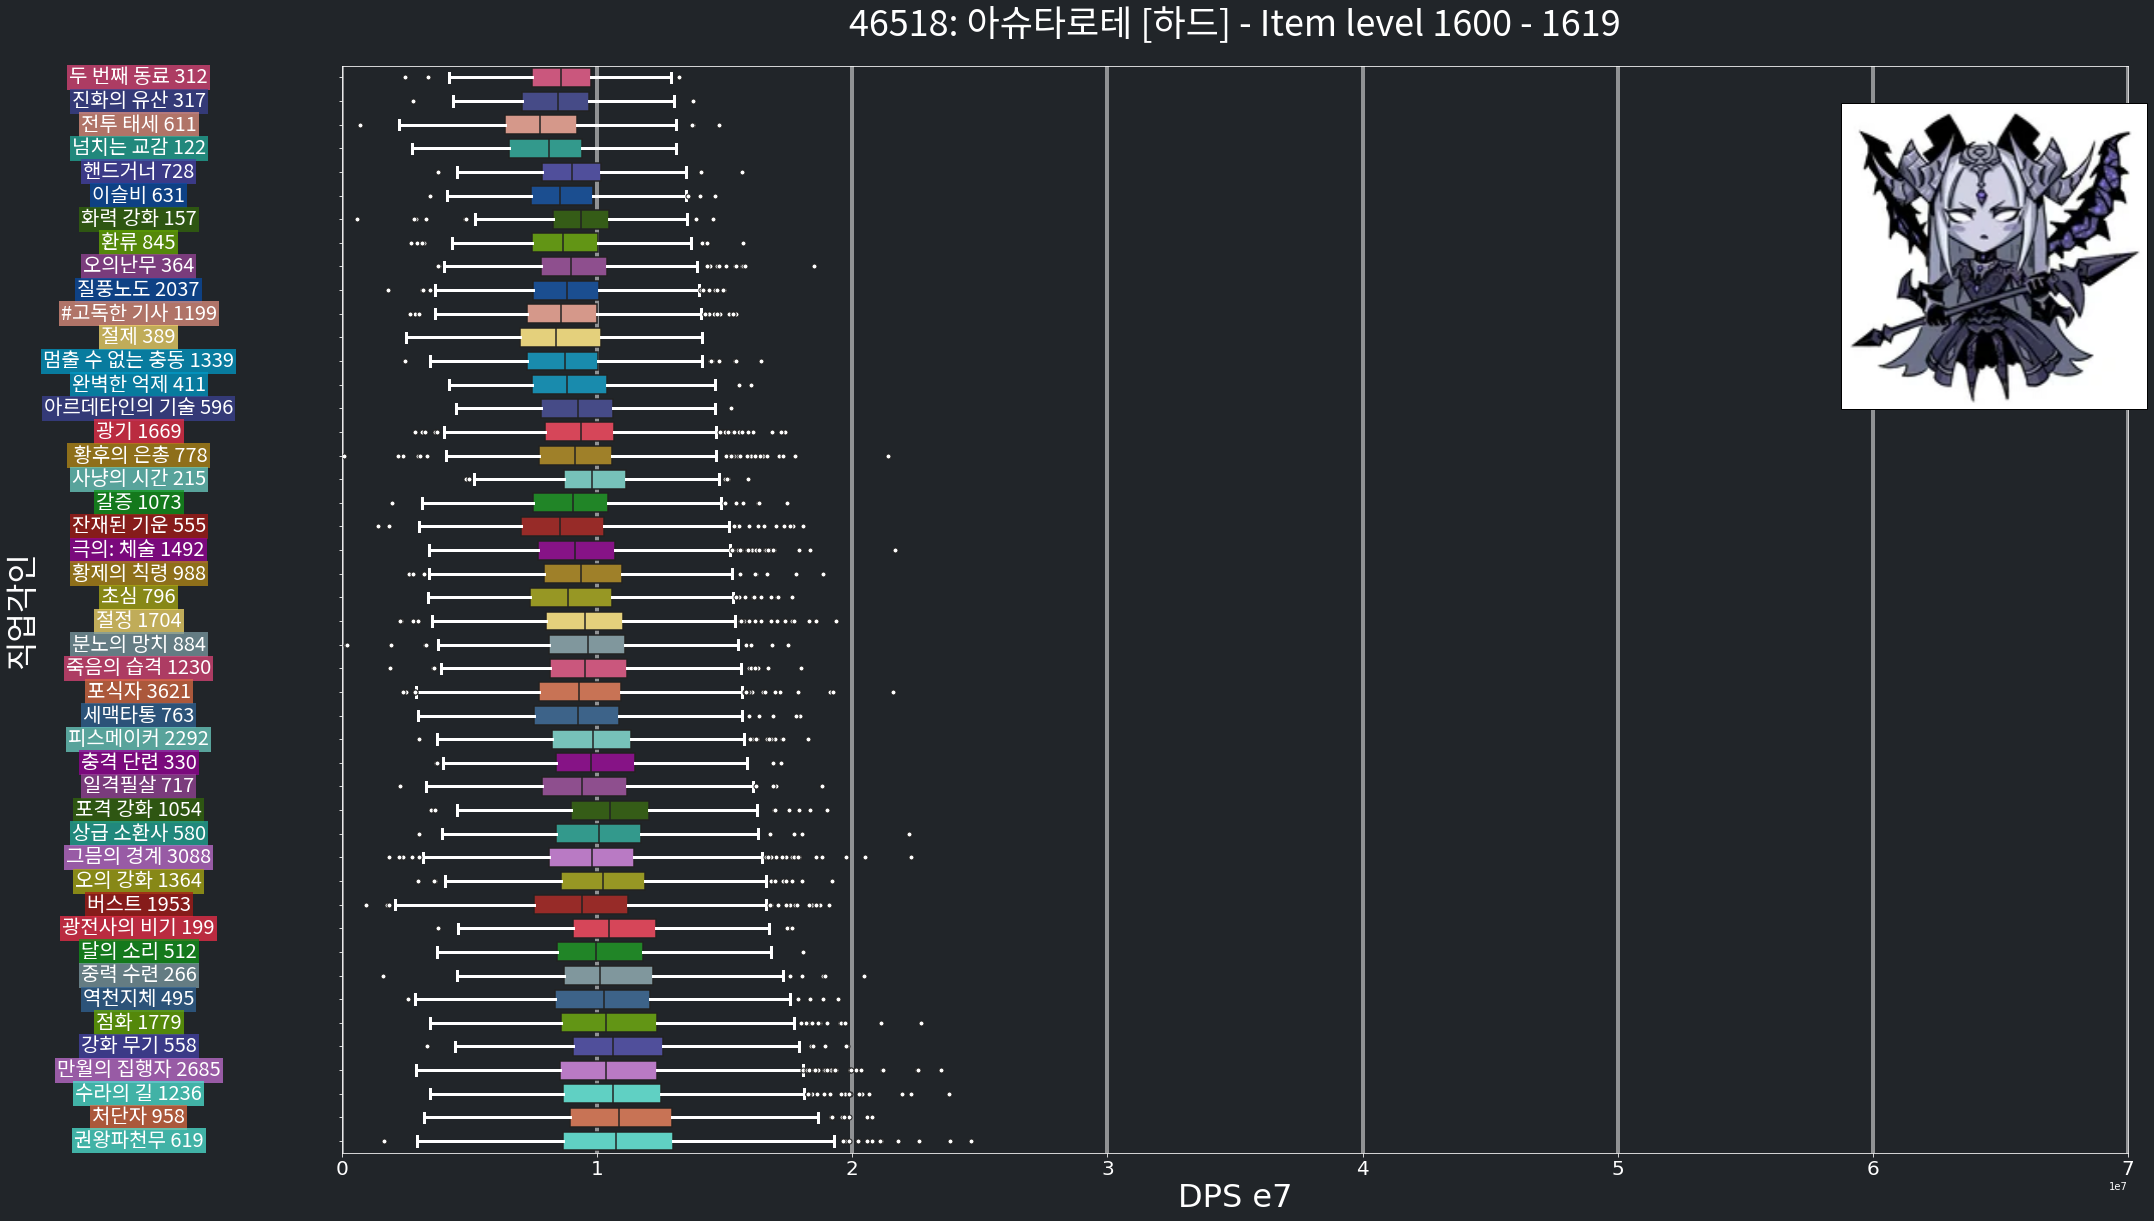 46518: 아슈타로테 [하드] - Item level 1600 - 1619
직업각인
두 번째 동료 312
진화의 유산 317
전투 태세 611
넘치는 교감 122
핸드거너 728
이슬비 631
화력 강화 157
환류 845
오의난무 364
질풍노도 2037
#고독한 기사 1199
절제 389
멈출 수 없는 충동 1339
완벽한 억제 411
아르데타인의 기술 596
광기 1669
황후의 은총 778
사냥의 시간 215
갈증 1073
잔재된 기운 555
극의: 체술 1492
황제의 칙령 988
초심 796
절정 1704
분노의 망치 884
죽음의 습격 1230
포식자 3621
세맥타통 763
피스메이커 2292
충격 단련 330
일격필살 717
포격 강화 1054
상급 소환사 580
그믐의 경계 3088
오의 강화 1364
버스트 1953
광전사의 비기 199
달의 소리 512
중력 수련 266
역천지체 495
점화 1779
강화 무기 558
만월의 집행자 2685
수라의 길 1236
처단자 958
권왕파천무 619
0 1 2 3 4 5 6 7
1e7
DPS e7